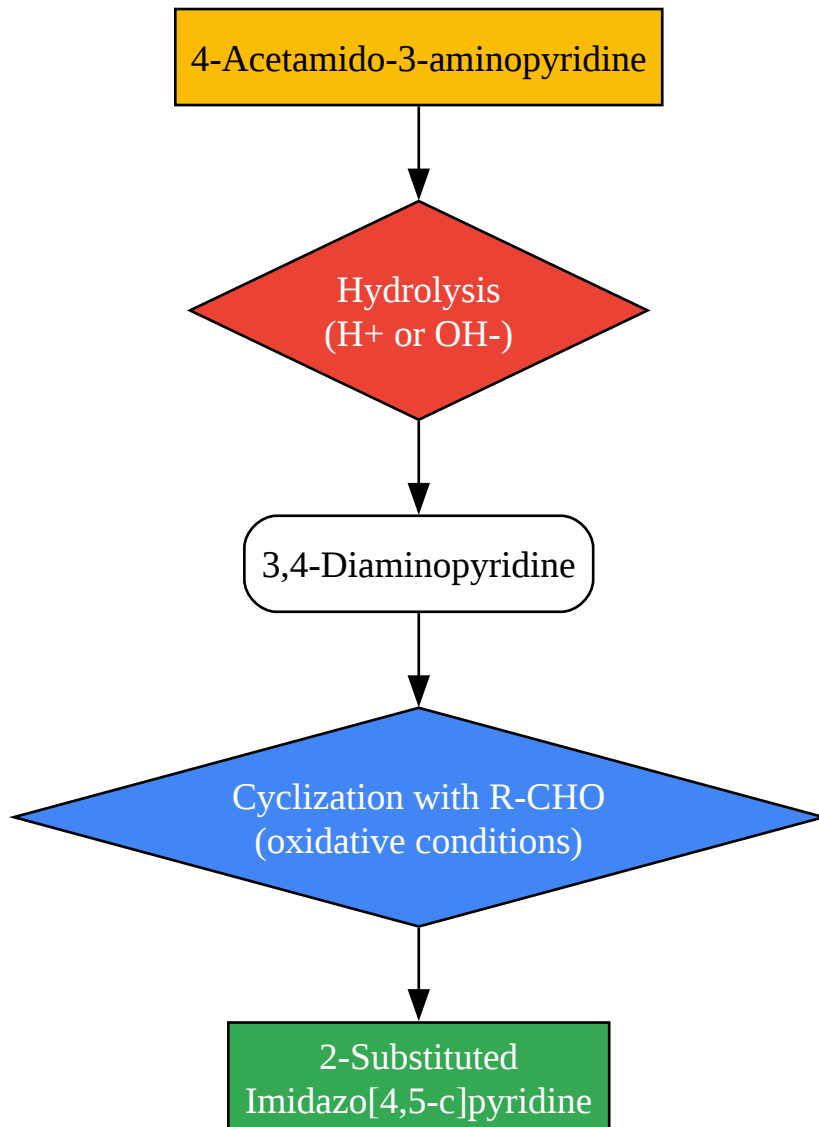 4-Acetamido-3-aminopyridine
Hydrolysis
(H+ or OH-)
3,4-Diaminopyridine
Cyclization with R-CHO
(oxidative conditions)
2-Substituted
Imidazo[4,5-c]pyridine